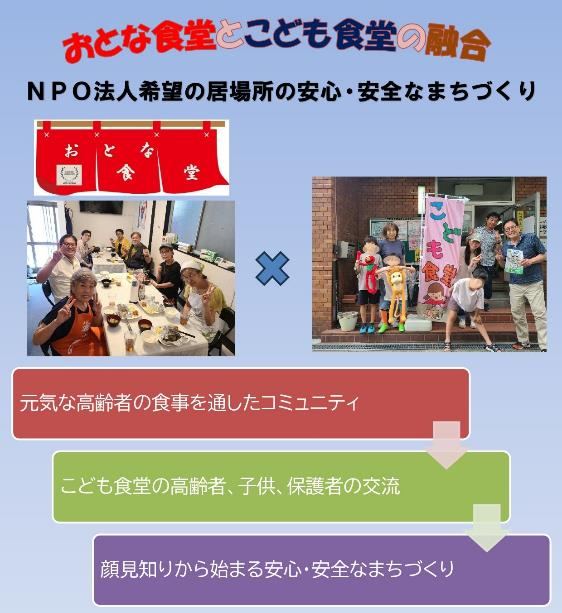 おとな食堂とこども食堂の融合
NPO法人希望の居場所の安心・安全なまちづくり
おとな
食堂
こども食堂
元気な高齢者の食事を通したコミュニティ
こども食堂の高齢者、子供、保護者の交流
顔見知りから始まる安心・安全なまちづくり